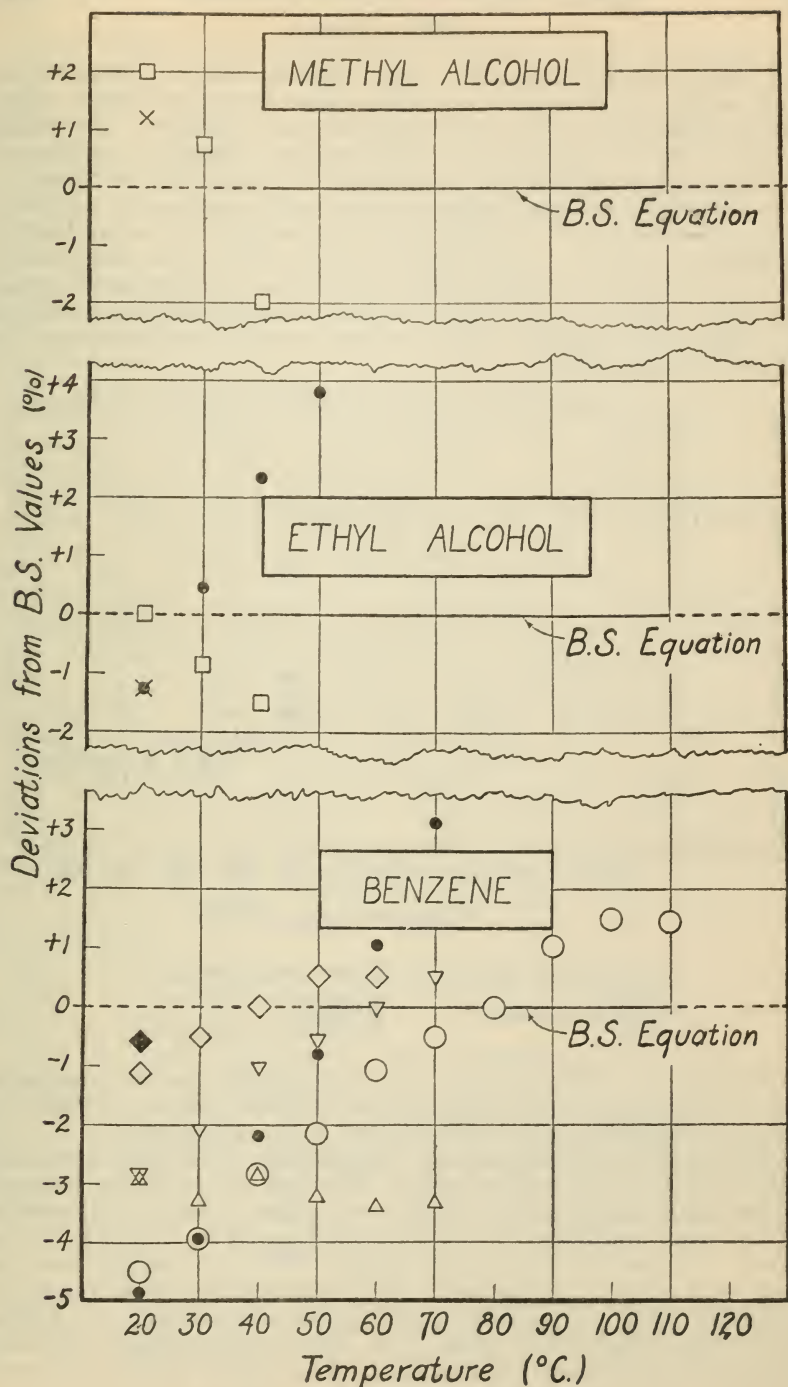 METHYL ALCOHOL
+2
+1
0
-1
-2
B.S. Equation
Deviations from B.S. Values (%)
+4
+3
+2
+1
0
-1
-2
ETHYL ALCOHOL
B.S. Equation
+3
+2
+1
0
-1
-2
-3
-4
-5
BENZENE
B.S. Equation
20 30 40 50 60 70 80 90 100 110 120
Temperature (°C.)